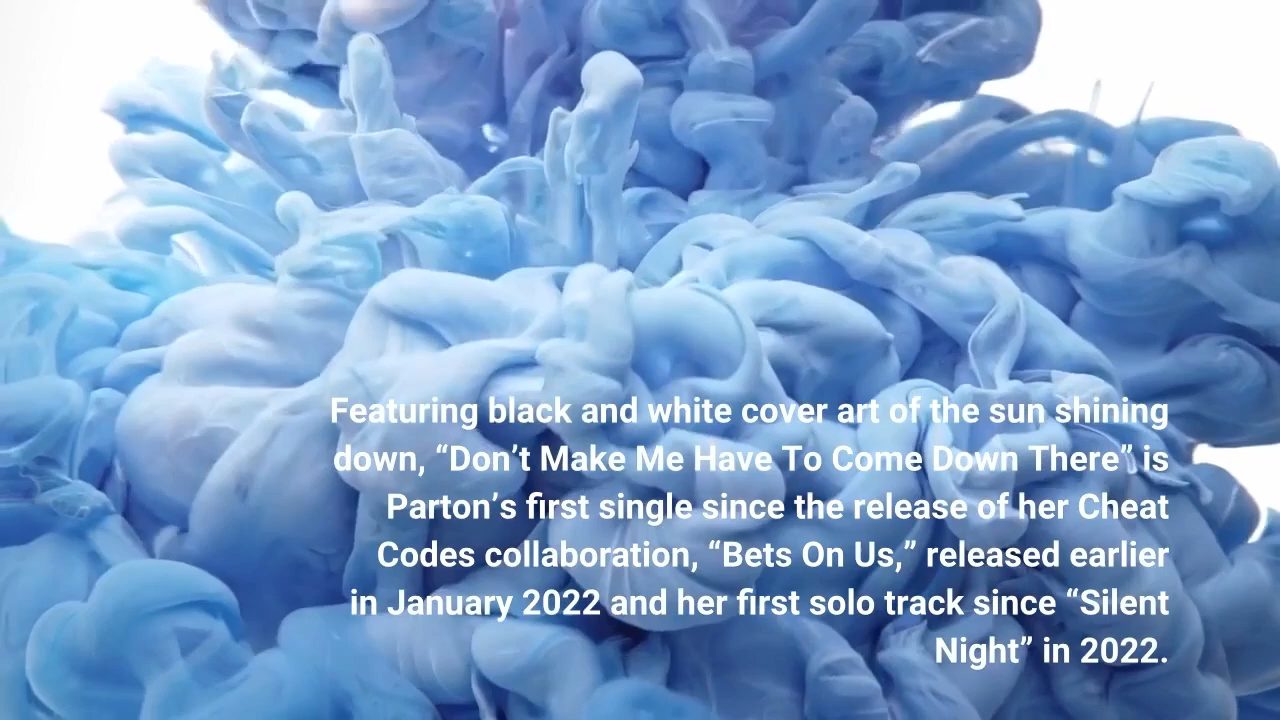 Featuring black and white cover art of the sun shining
down, “Don’t Make Me Have To Come Down There” is
Parton’s first single since the release of her Cheat
Codes collaboration, “Bets On Us,” released earlier
in January 2022 and her first solo track since “Silent
Night” in 2022.